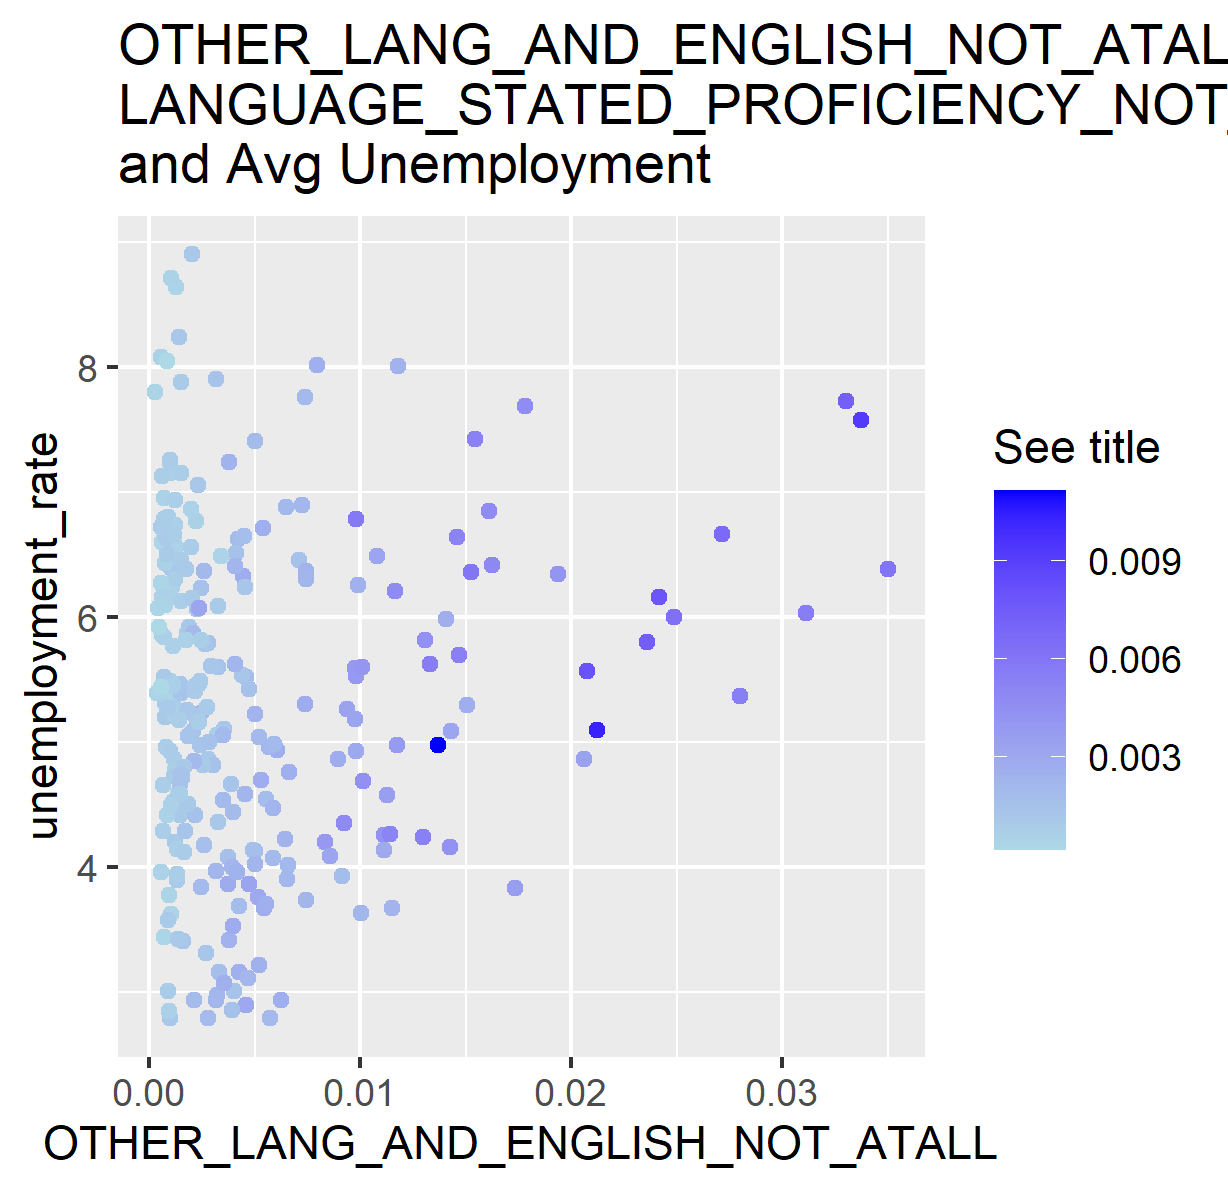 OTHER_LANG_AND_ENGLISH_NOT_ATAL
LANGUAGE_STATED_PROFICIENCY_NOT_
and Avg Unemployment
unemployment_rate
8
6
4
0.00
0.01
0.02
0.03
OTHER_LANG_AND_ENGLISH_NOT_ATALL
See title
0.009
0.006
0.003